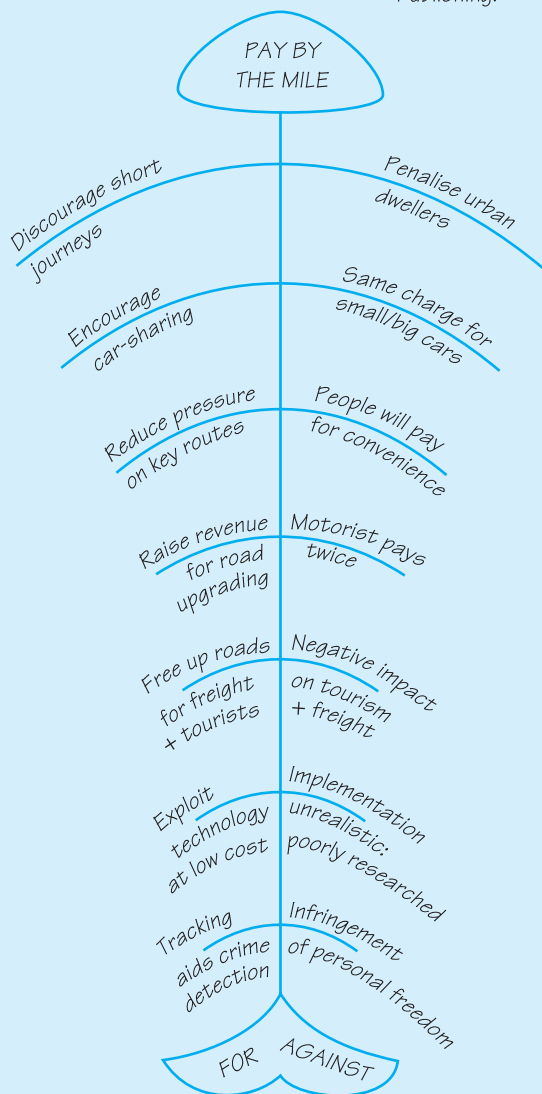 Publishing.
PAY BY
THE MILE
Discourage short
journeys
Penalise urban
dwellers
Encourage
car-sharing
Same charge for
small/big cars
Reduce pressure
on key routes
People will pay
for convenience
Raise revenue
for road
upgrading
Motorist pays
twice
Free up roads
for freight
+ tourists
Negative impact
on tourism
+ freight
Exploit
technology
at low cost
Implementation
unrealistic:
poorly researched
Tracking
aids crime
detection
Infringement
of personal freedom
FOR
AGAINST